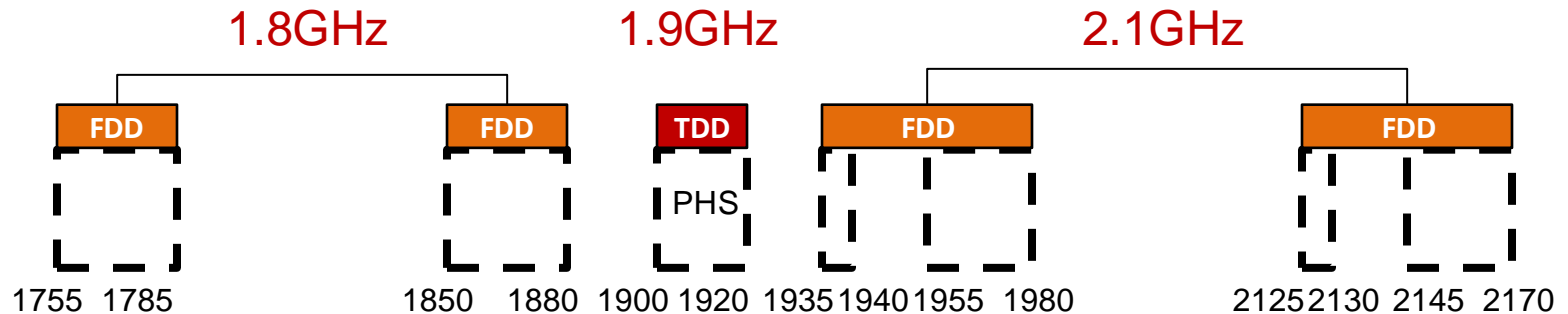 1.8GHz 1.9GHz 2.1GHz
FDD FDD TDD FDD FDD
PHS
1755 1785 1850 1880 1900 1920 1935 1940 1955 1980 2125 2130 2145 2170